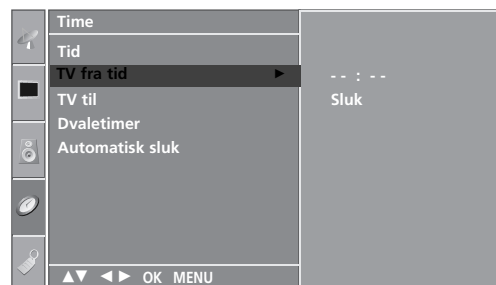 Time
Tid
TV fra tid ► - - : - -
TV til Sluk
Dvaletimer
Automatisk sluk
▲▼ ◄► OK MENU